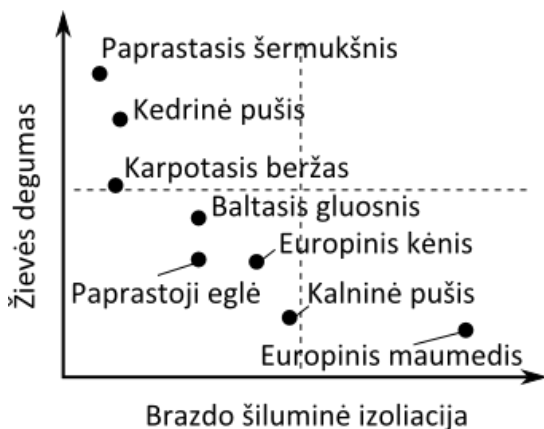 Paprastasis šermukšnis
Kedrinė pušis
Karpotasis beržas
Baltasis gluosnis
Europinis kėnis
Paprastoji eglė
Kalninė pušis
Europinis maumedis
Žievės degumas
Brazdo šiluminė izoliacija